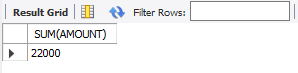 Result Grid Filter Rows:
SUM(AMOUNT)
22000